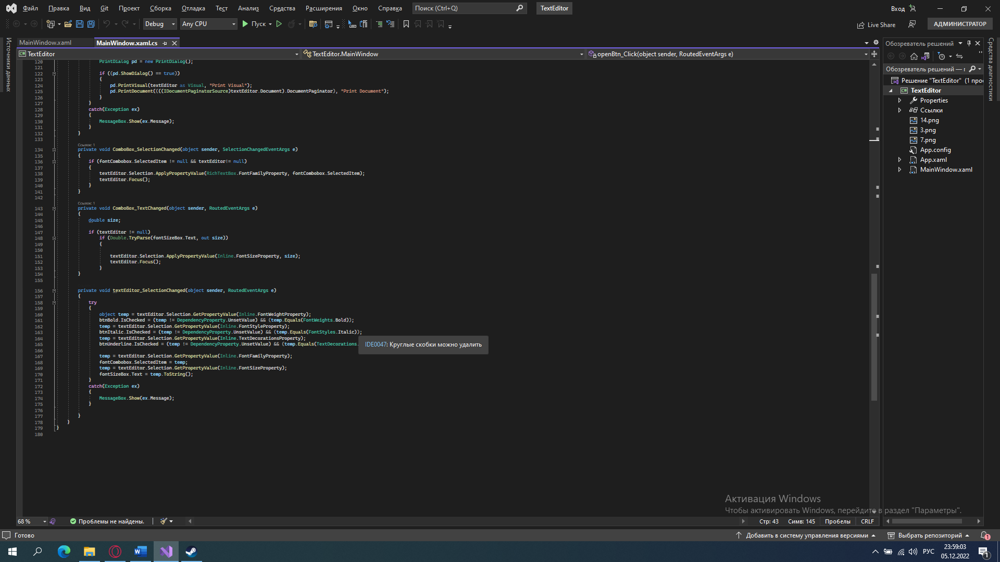 Файл Правка Вид Git Проект Сборка Отладка Тест Анализ Средства Расширения Окно Справка Поиск (Ctrl+Q) TextEditor Вход
Debug Any CPU Пуск Live Share АДМИНИСТРАТОР
Источники данных
MainWindow.xaml MainWindow.xaml.cs
TextEditor TextEditor.MainWindow openBtn_Click(object sender, RoutedEventArgs e)
120 PrintDialog pd = new PrintDialog();
121
122 if ((pd.ShowDialog() == true))
123 {
124 pd.PrintVisual(textEditor as Visual, "Print Visual");
125 pd.PrintDocument((((IDocumentPaginatorSource)textEditor.Document).DocumentPaginator), "Print Document");
126 }
127 }
128 catch(Exception ex)
129 {
130 MessageBox.Show(ex.Message);
131 }
132 }
133
Ссылок: 1
134 private void ComboBox_SelectionChanged(object sender, SelectionChangedEventArgs e)
135 {
136 if (fontCombobox.SelectedItem != null && textEditor!= null)
137 {
138 textEditor.Selection.ApplyPropertyValue(RichTextBox.FontFamilyProperty, fontCombobox.SelectedItem);
139 textEditor.Focus();
140 }
141 }
142
Ссылок: 1
143 private void ComboBox_TextChanged(object sender, RoutedEventArgs e)
144 {
145 double size;
146
147 if (textEditor != null)
148 if (Double.TryParse(fontSizeBox.Text, out size))
149 {
150
151 textEditor.Selection.ApplyPropertyValue(Inline.FontSizeProperty, size);
152 textEditor.Focus();
153 }
154 }
155
156 private void textEditor_SelectionChanged(object sender, RoutedEventArgs e)
157 {
158 try
159 {
160 object temp = textEditor.Selection.GetPropertyValue(Inline.FontWeightProperty);
161 btnBold.IsChecked = (temp != DependencyProperty.UnsetValue) && (temp.Equals(FontWeights.Bold));
162 temp = textEditor.Selection.GetPropertyValue(Inline.FontStyleProperty);
163 btnItalic.IsChecked = (temp != DependencyProperty.UnsetValue) && (temp.Equals(FontStyles.Italic));
164 temp = textEditor.Selection.GetPropertyValue(Inline.TextDecorationsProperty);
165 btnUnderline.IsChecked = (temp != DependencyProperty.UnsetValue) && (temp.Equals(TextDecorations.
IDE0047: Круглые скобки можно удалить
166
167 temp = textEditor.Selection.GetPropertyValue(Inline.FontFamilyProperty);
168 fontCombobox.SelectedItem = temp;
169 temp = textEditor.Selection.GetPropertyValue(Inline.FontSizeProperty);
170 fontSizeBox.Text = temp.ToString();
171 }
172 catch(Exception ex)
173 {
174 MessageBox.Show(ex.Message);
175 }
176
177 }
178 }
179 }
180
Обозреватель решений
Обозреватель решений —
Решение "TextEditor" (1 прое
TextEditor
Properties
Ссылки
14.png
3.png
7.png
App.config
App.xaml
MainWindow.xaml
Средства диагностики
Активация Windows
Чтобы активировать Windows, перейдите в раздел "Параметры".
68 % Проблемы не найдены. Стр: 43 Симв: 145 Пробелы CRLF
Готово Добавить в систему управления версиями Выбрать репозиторий 1
РУС 23:59:03
05.12.2022 1